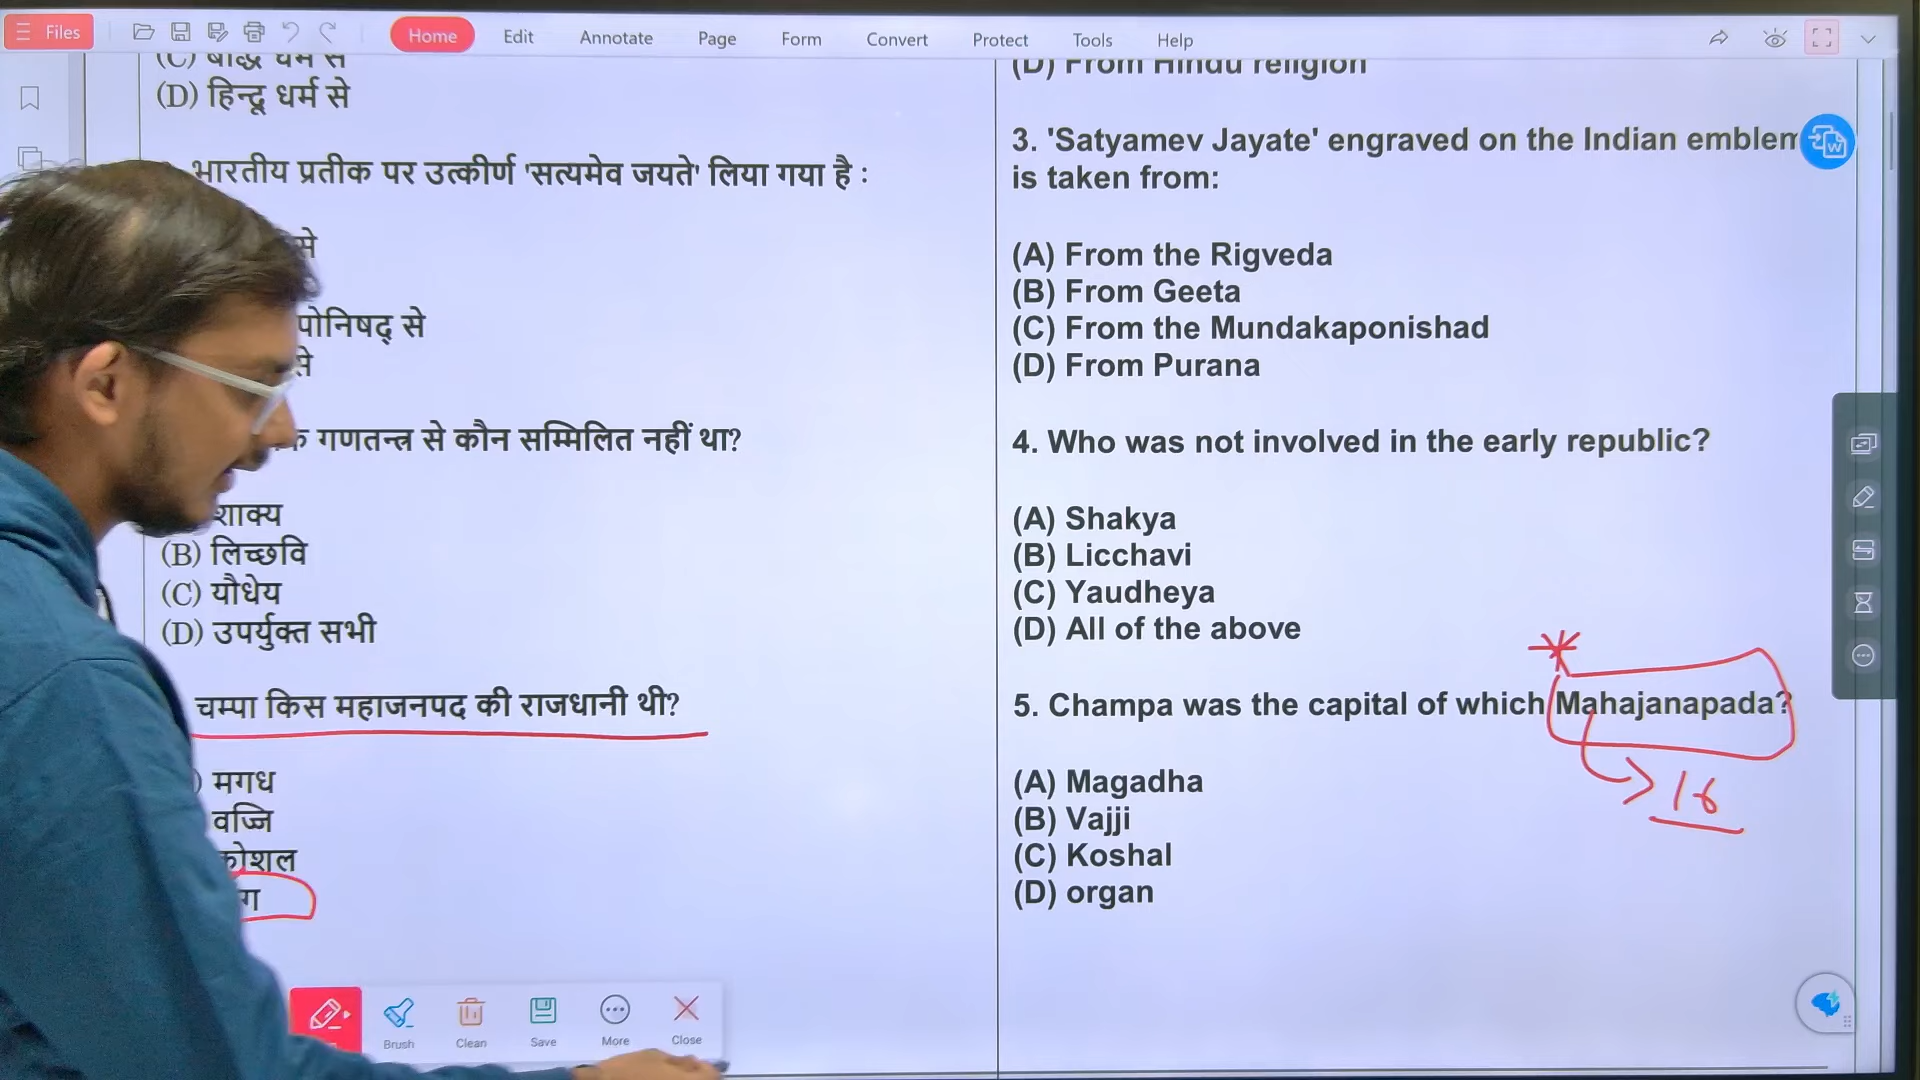 Files
Home Edit Annotate Page Form Convert Protect Tools Help
(D) हिन्दू धर्म से
भारतीय प्रतीक पर उत्कीर्ण 'सत्यमेव जयते' लिया गया है :
से
पोनिषद् से
से
गणतन्त्र से कौन सम्मिलित नहीं था?
शाक्य
(B) लिच्छवि
(C) यौधेय
(D) उपर्युक्त सभी
चम्पा किस महाजनपद की राजधानी थी?
) मगध
वज्जि
कोशल
ग
(D) From Hindu religion
3. 'Satyamev Jayate' engraved on the Indian emblem
is taken from:
(A) From the Rigveda
(B) From Geeta
(C) From the Mundakaponishad
(D) From Purana
4. Who was not involved in the early republic?
(A) Shakya
(B) Licchavi
(C) Yaudheya
(D) All of the above
5. Champa was the capital of which Mahajanapada?
16
(A) Magadha
(B) Vajji
(C) Koshal
(D) organ
Brush Clean Save More Close